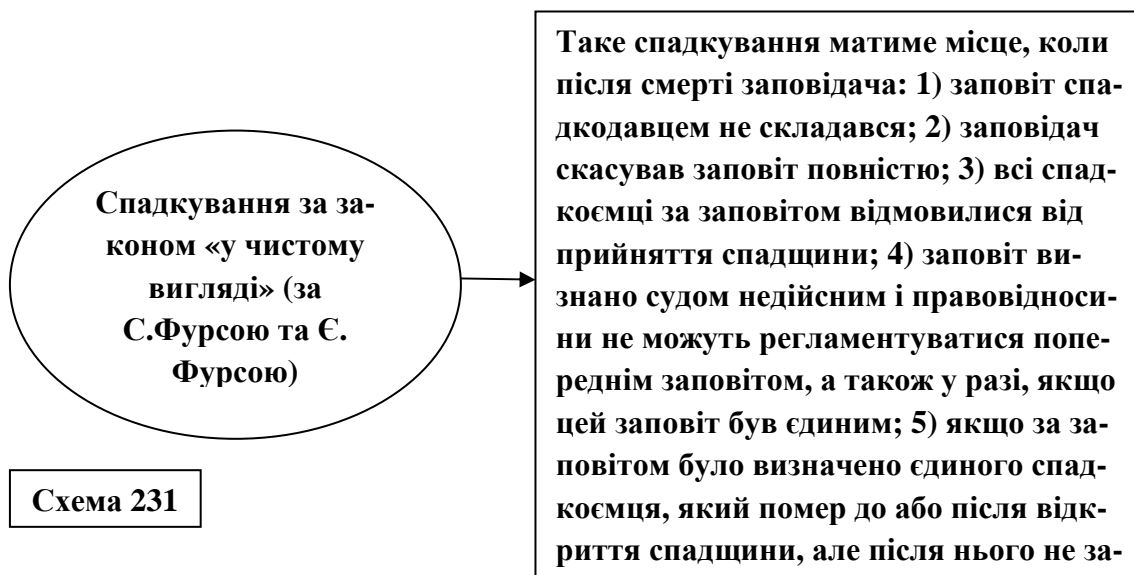 Спадкування за за-
коном «у чистому
вигляді» (за
С.Фурсою та Є.
Фурсою)
Схема 231
Таке спадкування матиме місце, коли
після смерті заповідача: 1) заповіт спа-
дкодавцем не складався; 2) заповідач
скасував заповіт повністю; 3) всі спад-
коємці за заповітом відмовилися від
прийняття спадщини; 4) заповіт ви-
знано судом недійсним і правовідноси-
ни не можуть регламентуватися попе-
реднім заповітом, а також у разі, якщо
цей заповіт був єдиним; 5) якщо за за-
повітом було визначено єдиного спад-
коємця, який помер до або після відк-
риття спадщини, але після нього не за-